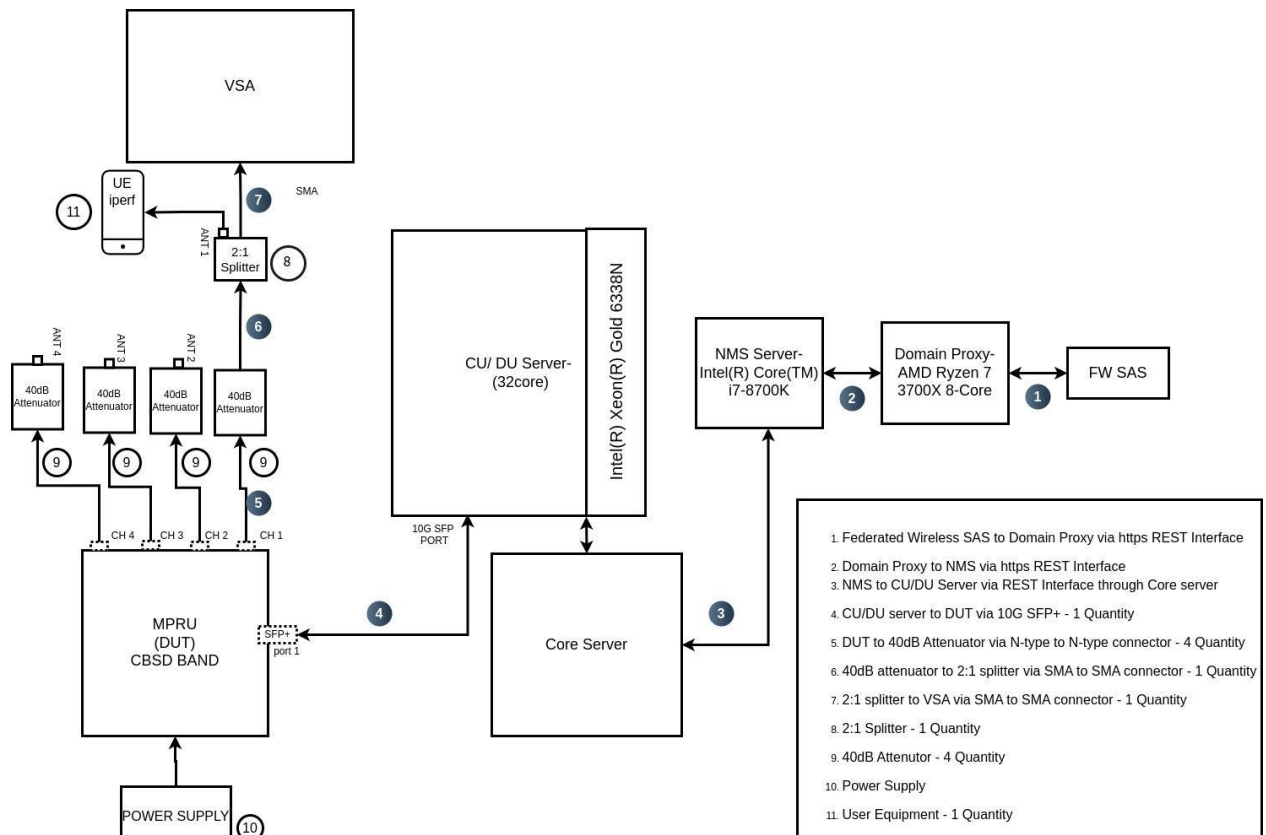 VSA
UE
iperf
11
7
SMA
ANT 1
2:1
Splitter
8
6
ANT 4
ANT 3
ANT 2
40dB
Attenuator
40dB
Attenuator
40dB
Attenuator
40dB
Attenuator
9
9
9
9
5
CH 4
CH 3
CH 2
CH 1
MPRU
(DUT)
CBSD BAND
SFP+
port 1
POWER SUPPLY
10
4
10G SFP
PORT
CU/ DU Server-
(32core)
Intel(R) Xeon(R) Gold 6338N
Core Server
3
NMS Server-
Intel(R) Core(TM)
i7-8700K
2
Domain Proxy-
AMD Ryzen 7
3700X 8-Core
1
FW SAS
1. Federated Wireless SAS to Domain Proxy via https REST Interface
2. Domain Proxy to NMS via https REST Interface
3. NMS to CU/DU Server via REST Interface through Core server
4. CU/DU server to DUT via 10G SFP+ - 1 Quantity
5. DUT to 40dB Attenuator via N-type to N-type connector - 4 Quantity
6. 40dB attenuator to 2:1 splitter via SMA to SMA connector - 1 Quantity
7. 2:1 splitter to VSA via SMA to SMA connector - 1 Quantity
8. 2:1 Splitter - 1 Quantity
9. 40dB Attenutor - 4 Quantity
10. Power Supply
11. User Equipment - 1 Quantity